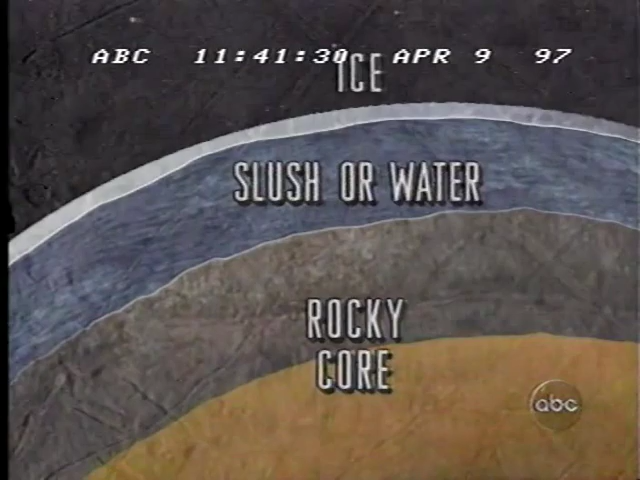 ABC 11:41:30 APR 9 97
ICE
SLUSH OR WATER
ROCKY
CORE
abc